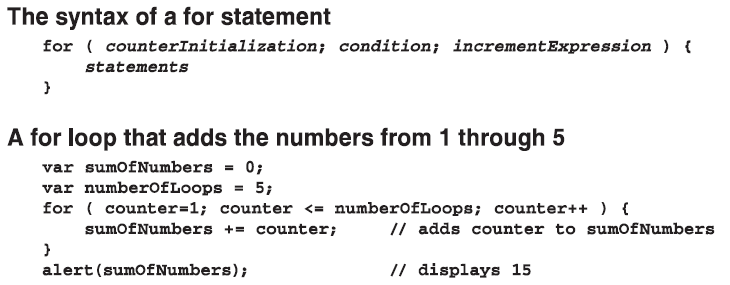 The syntax of a for statement
for ( counterInitialization; condition; incrementExpression ) {
    statements
}
A for loop that adds the numbers from 1 through 5
var sumOfNumbers = 0;
var numberOfLoops = 5;
for ( counter=1; counter <= numberOfLoops; counter++ ) {
    sumOfNumbers += counter;     // adds counter to sumOfNumbers
}
alert(sumOfNumbers);             // displays 15